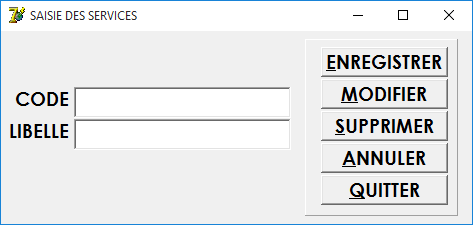 SAISIE DES SERVICES
CODE
LIBELLE
ENREGISTRER
MODIFIER
SUPPRIMER
ANNULER
QUITTER